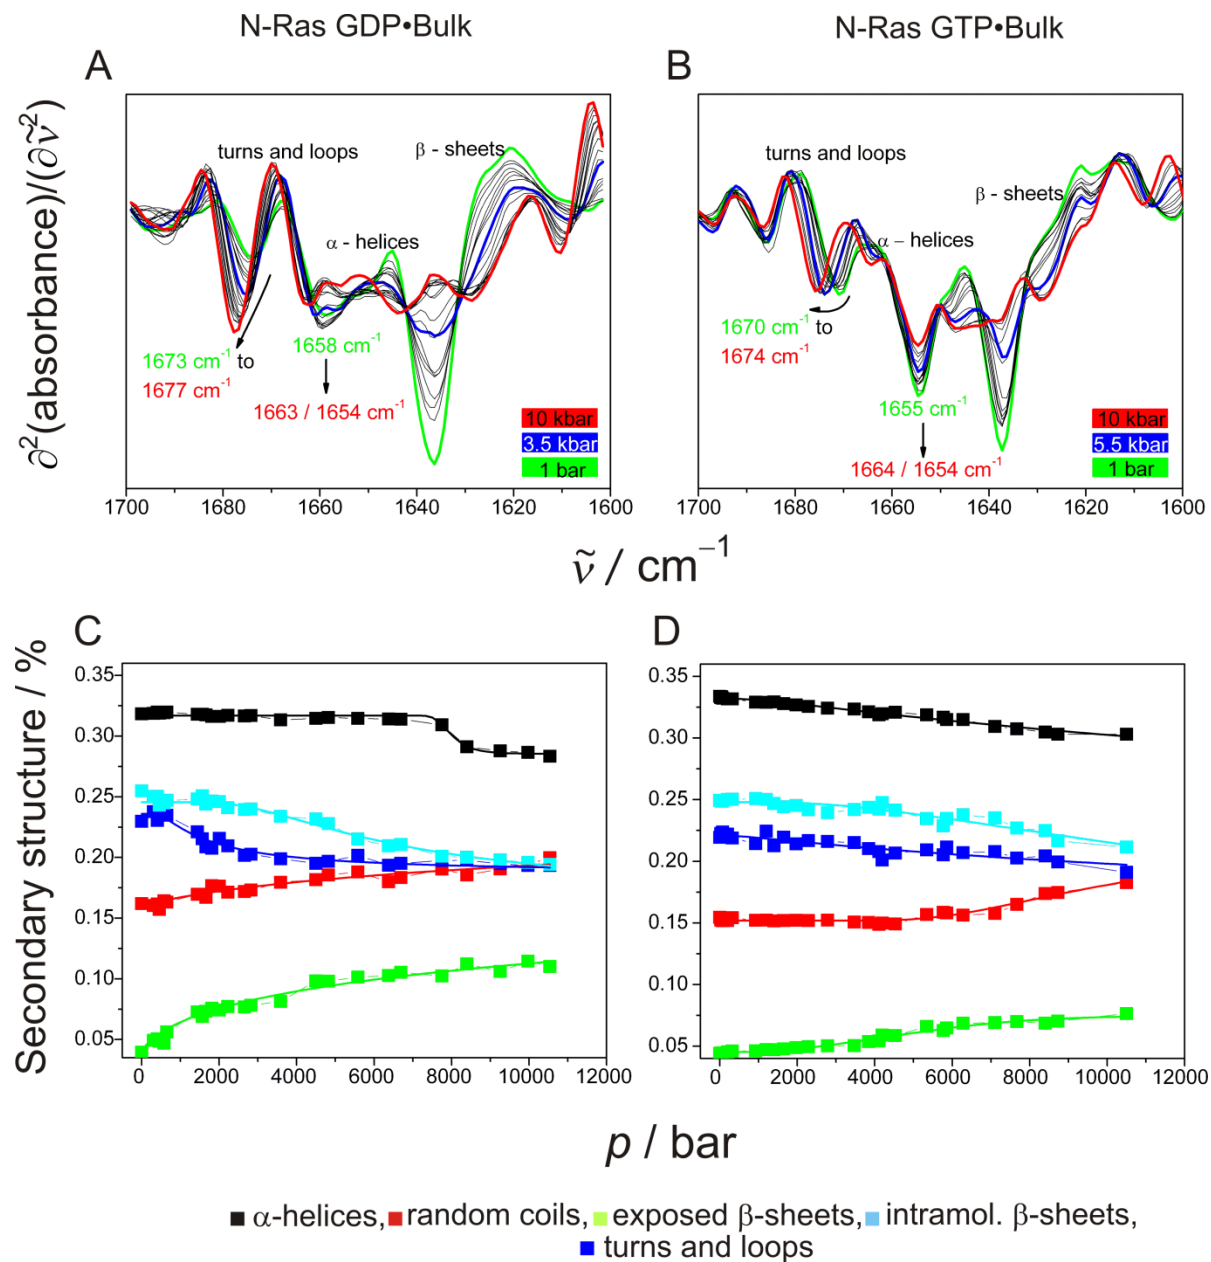 N-Ras GDP•Bulk
N-Ras GTP•Bulk
A
B
∂²(absorbance)/(∂ṽ²)
turns and loops
β - sheets
α - helices
1673 cm⁻¹ to
1677 cm⁻¹
1658 cm⁻¹
1663 / 1654 cm⁻¹
10 kbar
3.5 kbar
1 bar
1700 1680 1660 1640 1620 1600
turns and loops
β - sheets
α – helices
1670 cm⁻¹ to
1674 cm⁻¹
1655 cm⁻¹
1664 / 1654 cm⁻¹
10 kbar
5.5 kbar
1 bar
1700 1680 1660 1640 1620 1600
ṽ / cm⁻¹
C
D
Secondary structure / %
0.35
0.30
0.25
0.20
0.15
0.10
0.05
0 2000 4000 6000 8000 10000 12000
0.35
0.30
0.25
0.20
0.15
0.10
0.05
0 2000 4000 6000 8000 10000 12000
p / bar
α-helices, random coils, exposed β-sheets, intramol. β-sheets,
turns and loops